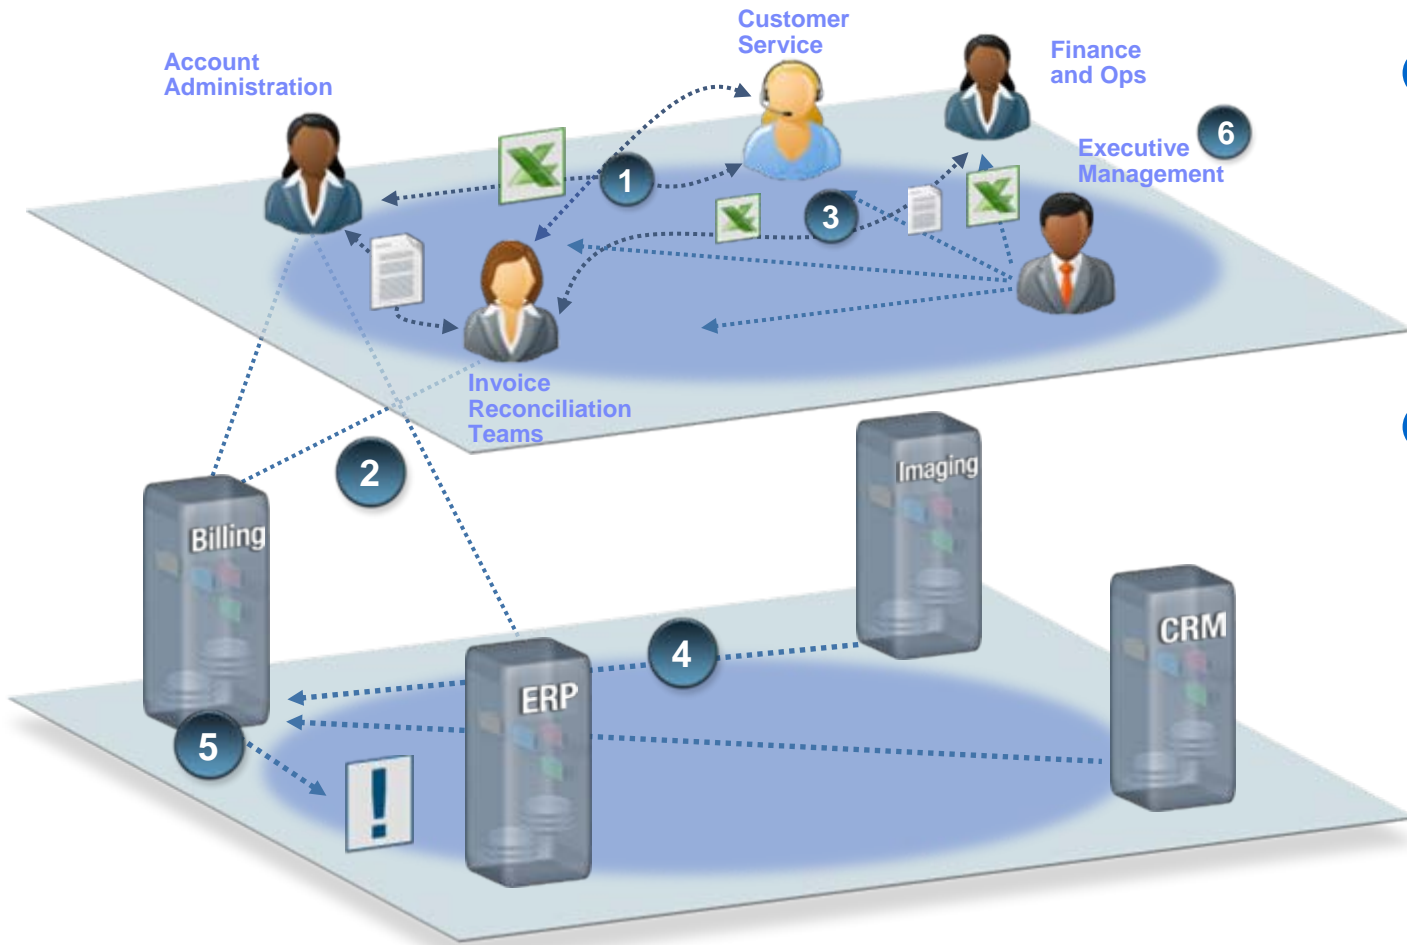 Customer
Service
Account
Administration
Finance
and Ops
6
Executive
Management
1
3
Invoice
Reconciliation
Teams
2
Imaging
Billing
CRM
4
ERP
5
!